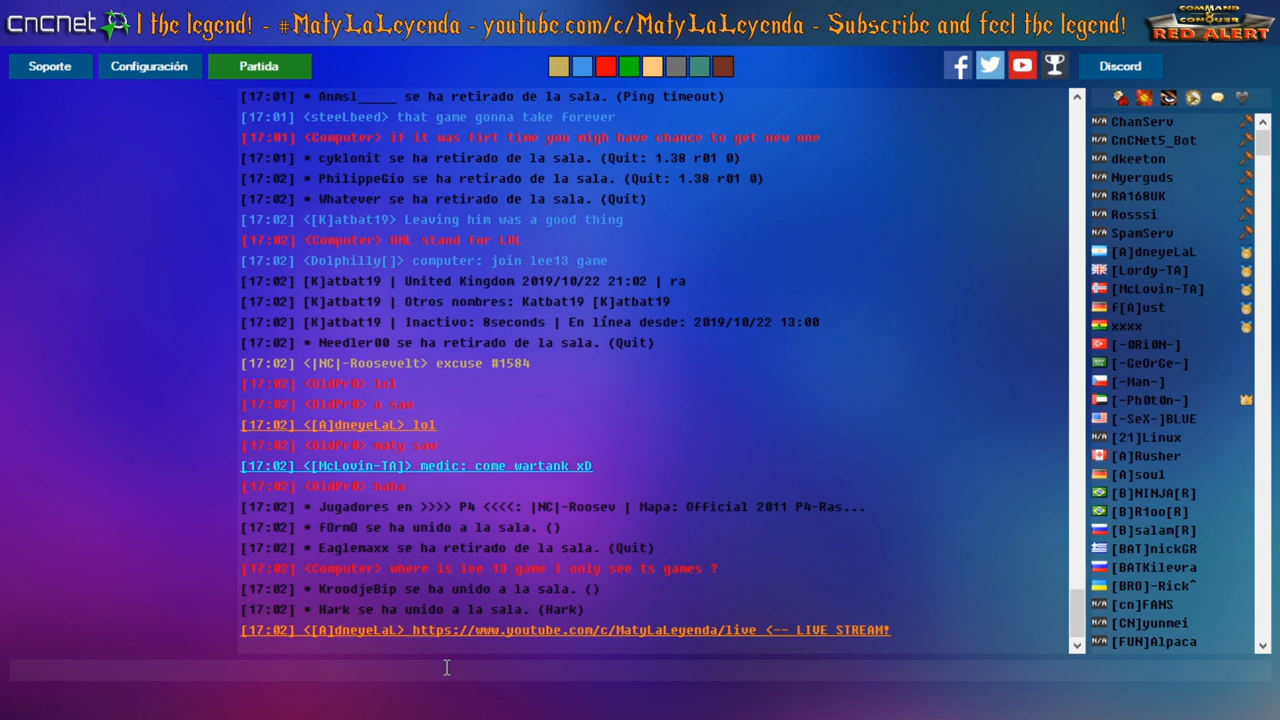 cncnet l the legend! - #MatyLaLeyenda - youtube.com/c/MatyLaLeyenda - Subscribe and feel the legend! COMMAND & CONQUER RED ALERT
Soporte Configuración Partida Discord
[17:01] * Anmsl_____ se ha retirado de la sala. (Ping timeout)
[17:01] <steeLbeed> that game gonna take forever
[17:01] <Computer> if it was firt time you migh have chance to get new one
[17:01] * cyklonit se ha retirado de la sala. (Quit: 1.38 r01 0)
[17:02] * PhilippeGio se ha retirado de la sala. (Quit: 1.38 r01 0)
[17:02] * Whatever se ha retirado de la sala. (Quit)
[17:02] <[K]atbat19> Leaving him was a good thing
[17:02] <Computer> OML stand for LOL
[17:02] <Dolphilly[]> computer: join lee13 game
[17:02] [K]atbat19 | United Kingdom 2019/10/22 21:02 | ra
[17:02] [K]atbat19 | Otros nombres: Katbat19 [K]atbat19
[17:02] [K]atbat19 | Inactivo: 8seconds | En línea desde: 2019/10/22 13:00
[17:02] * Needler00 se ha retirado de la sala. (Quit)
[17:02] <|NC|-Roosevelt> excuse #1584
[17:02] <OldPr0> lol
[17:02] <OldPr0> u saw
[17:02] <[A]dneyeLaL> lol
[17:02] <OldPr0> maty saw
[17:02] <[McLovin-TA]> medic: come wartank xD
[17:02] <OldPr0> haha
[17:02] * Jugadores en >>>> P4 <<<<: |NC|-Roosev | Mapa: Official 2011 P4-Ras...
[17:02] * f0rmO se ha unido a la sala. ()
[17:02] * Eaglemaxx se ha retirado de la sala. (Quit)
[17:02] <Computer> where is lee 13 game I only see ts games ?
[17:02] * KroodjeBip se ha unido a la sala. ()
[17:02] * Hark se ha unido a la sala. (Hark)
[17:02] <[A]dneyeLaL> https://www.youtube.com/c/MatyLaLeyenda/live <-- LIVE STREAM!
N/A ChanServ
N/A CnCNet5_Bot
N/A dkeeton
N/A Nyerguds
N/A RA168UK
N/A Rosssi
N/A SpamServ
[A]dneyeLaL
[Lordy-TA]
[McLovin-TA]
f[A]ust
xxxx
[-0Ri0N-]
[-GeOrGe-]
[-Man-]
[-Ph0t0n-]
[-SeX-]BLUE
N/A [21]Linux
[A]Rusher
[A]soul
[B]NINJA[R]
[B]R1oo[R]
[B]salam[R]
[BAT]nickGR
[BATKilevra
[BRO]-Rick^
N/A [cn]FANS
N/A [CN]yunmei
N/A [FUN]Alpaca